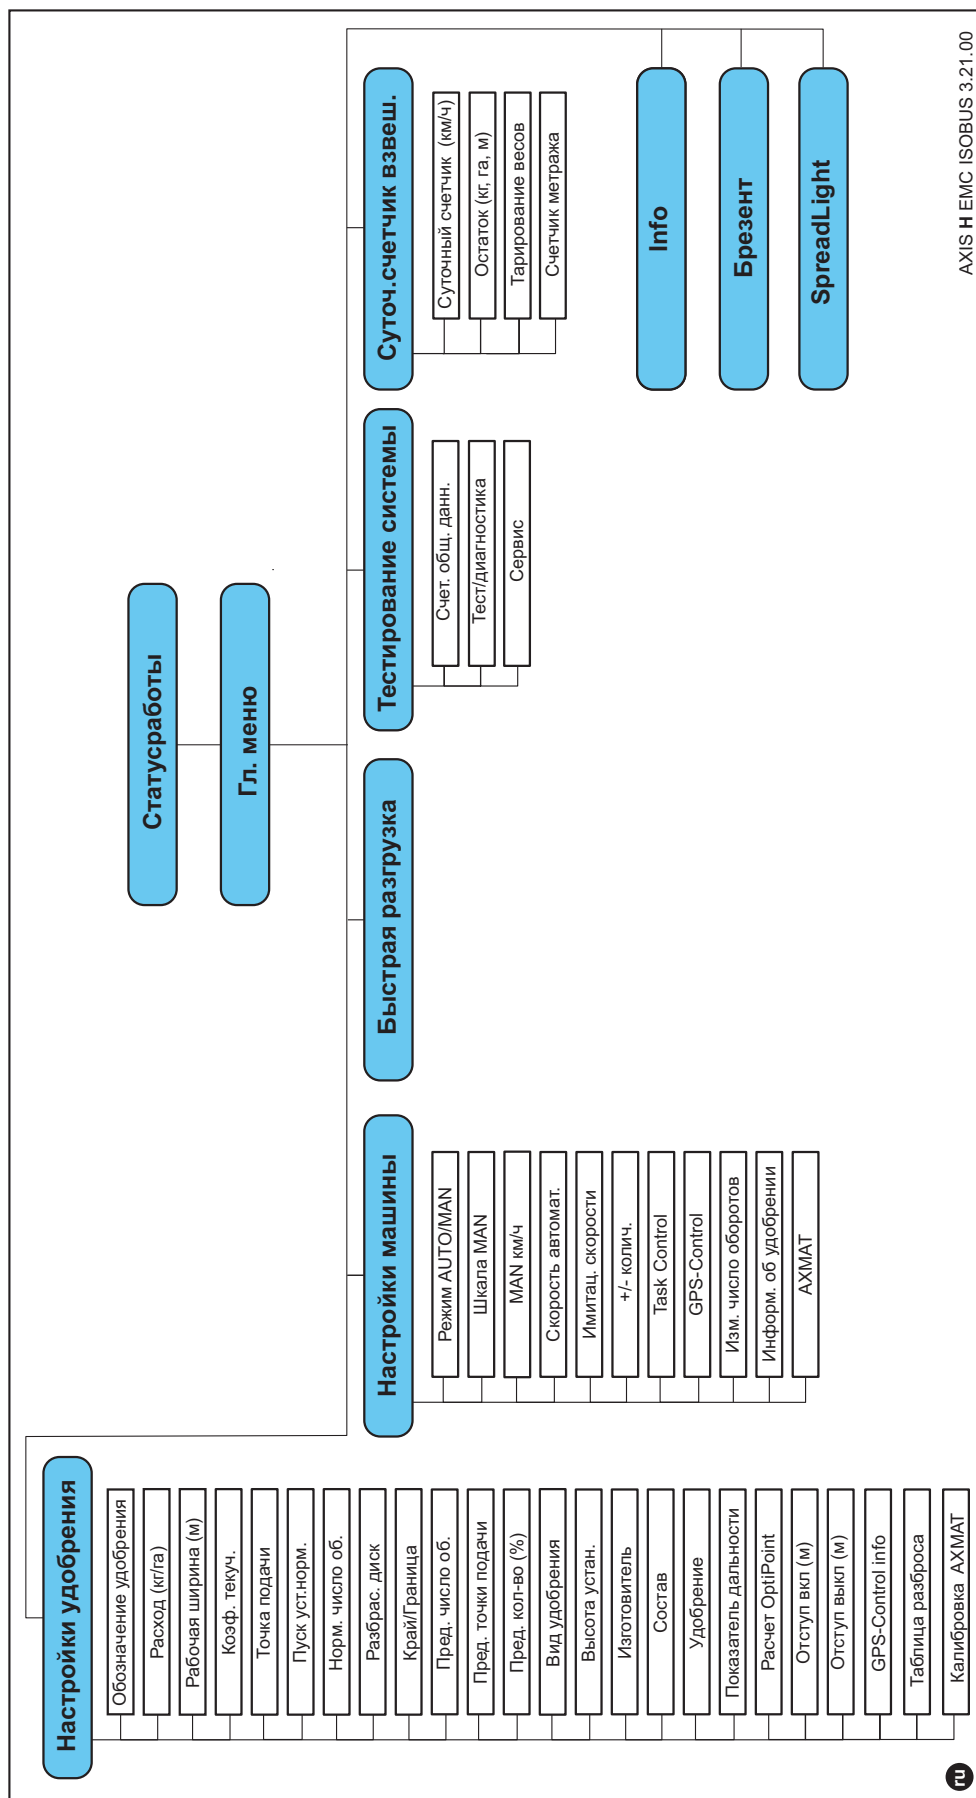 Статусработы
Гл. меню
Настройки удобрения
Обозначение удобрения
Расход (кг/га)
Рабочая ширина (м)
Коэф. текуч.
Точка подачи
Пуск уст.норм.
Норм. число об.
Разбрас. диск
Край/Граница
Пред. число об.
Пред. точки подачи
Пред. кол-во (%)
Вид удобрения
Высота устан.
Изготовитель
Состав
Удобрение
Показатель дальности
Расчет OptiPoint
Отступ вкл (м)
Отступ выкл (м)
GPS-Control info
Таблица разброса
Калибровка AXMAT
Настройки машины
Режим AUTO/MAN
Шкала MAN
MAN км/ч
Скорость автомат.
Имитац. скорости
+/- колич.
Task Control
GPS-Control
Изм. число оборотов
Информ. об удобрении
AXMAT
Быстрая разгрузка
Тестирование системы
Счет. общ. данн.
Тест/диагностика
Сервис
Суточ.счетчик взвеш.
Суточный счетчик (км/ч)
Остаток (кг, га, м)
Тарирование весов
Счетчик метража
Info
Брезент
SpreadLight
ru
AXIS H EMC ISOBUS 3.21.00